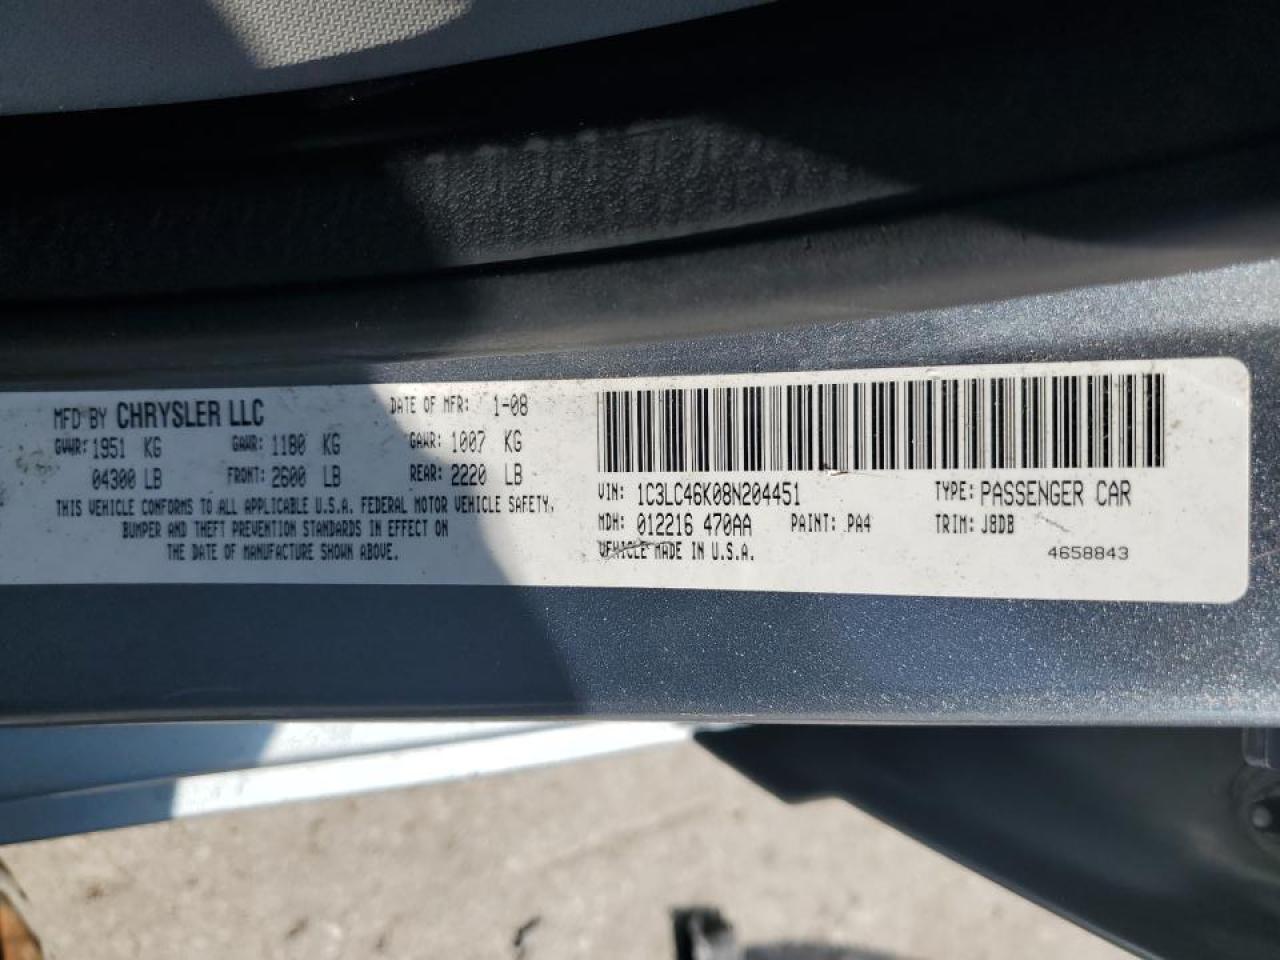 MFD BY CHRYSLER LLC DATE OF MFR: 1-08
GVWR: 1951 KG GAWR: 1180 KG GAWR: 1007 KG
04300 LB FRONT: 2600 LB REAR: 2220 LB
THIS VEHICLE CONFORMS TO ALL APPLICABLE U.S.A. FEDERAL MOTOR VEHICLE SAFETY,
BUMPER AND THEFT PREVENTION STANDARDS IN EFFECT ON
THE DATE OF MANUFACTURE SHOWN ABOVE.
VIN: 1C3LC46K08N204451 TYPE: PASSENGER CAR
MDH: 012216 470AA PAINT: PA4 TRIM: J8DB
VEHICLE MADE IN U.S.A. 4658843